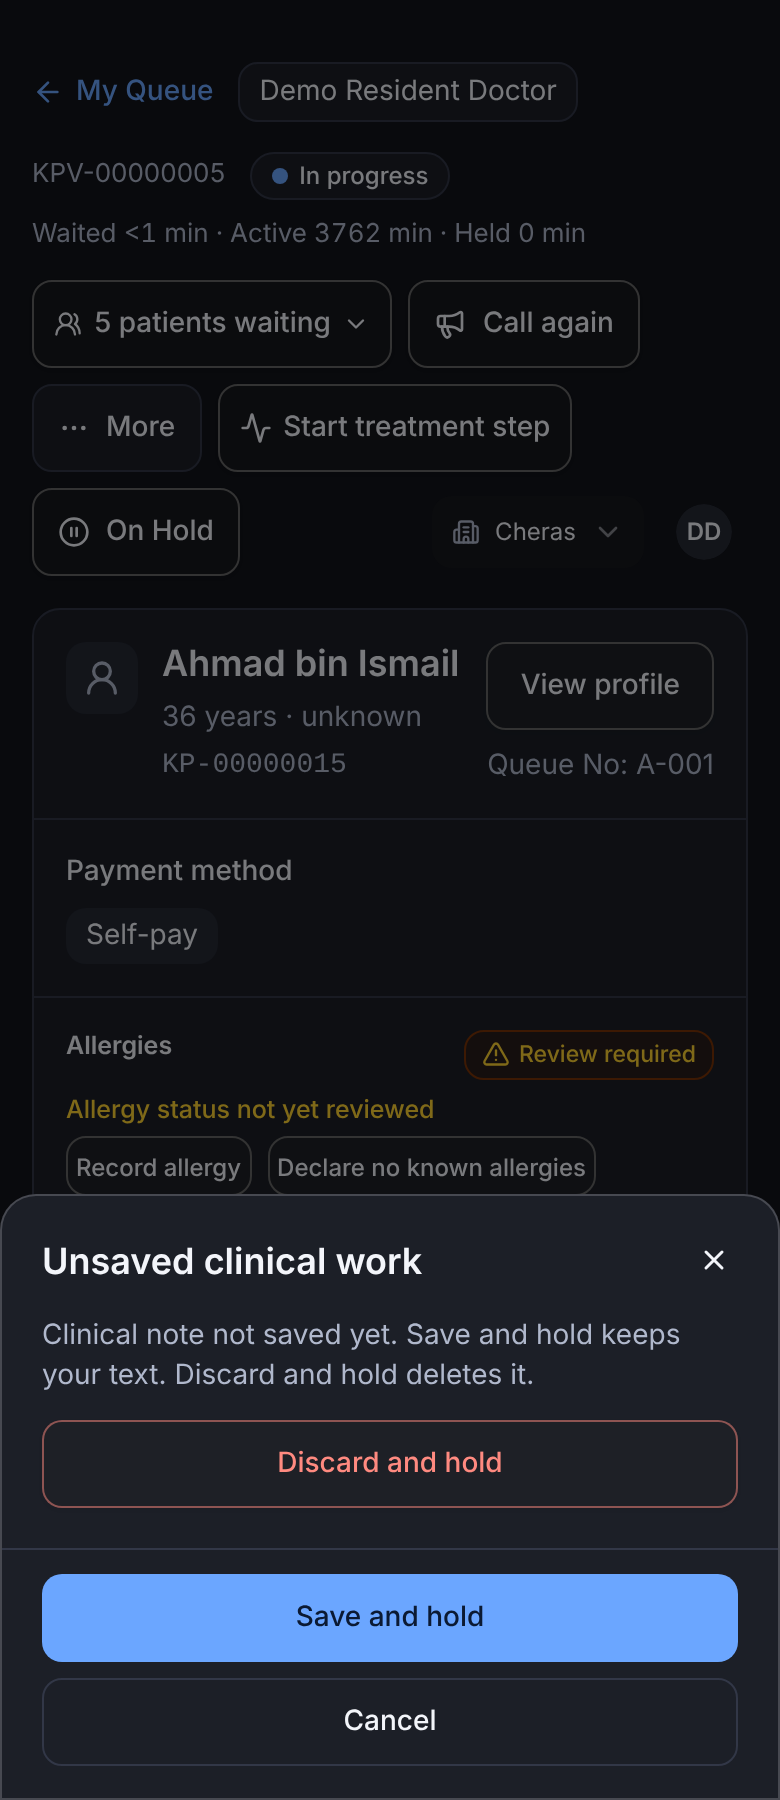 My Queue
Demo Resident Doctor
KPV-00000005
In progress
Waited <1 min · Active 3762 min · Held 0 min
5 patients waiting
Call again
More
Start treatment step
On Hold
Cheras
DD
Ahmad bin Ismail
View profile
36 years · unknown
KP-00000015
Queue No: A-001
Payment method
Self-pay
Allergies
Review required
Allergy status not yet reviewed
Record allergy
Declare no known allergies
Unsaved clinical work
Clinical note not saved yet. Save and hold keeps
your text. Discard and hold deletes it.
Discard and hold
Save and hold
Cancel